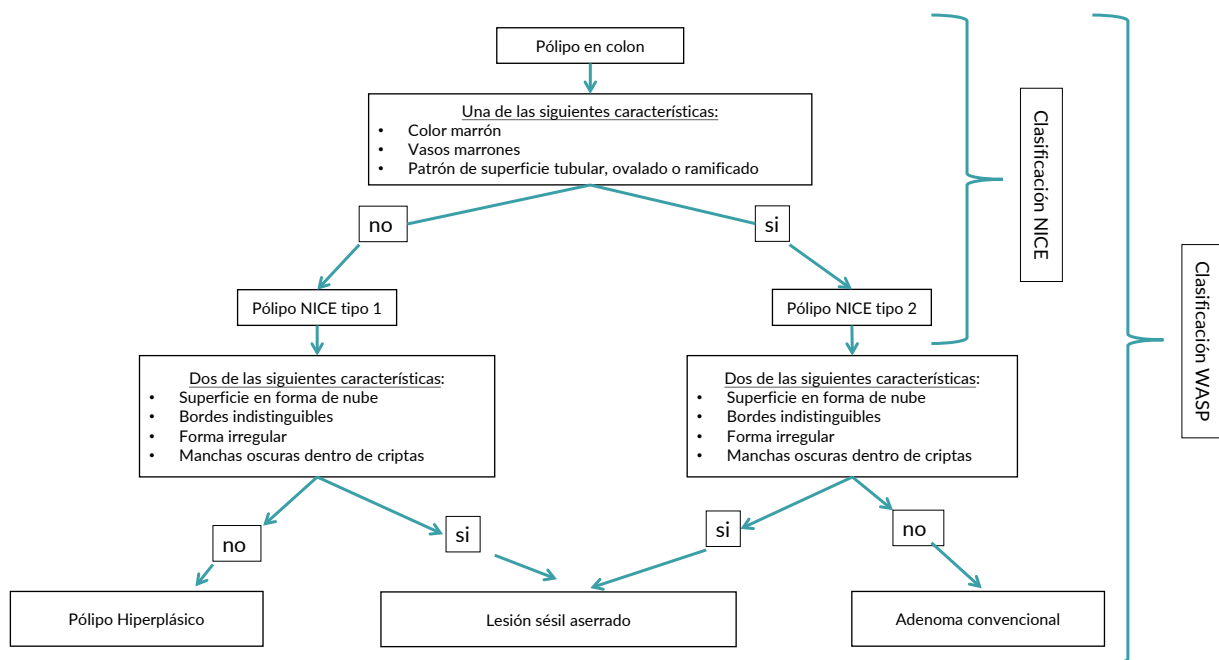 Pólipo en colon
Una de las siguientes características:
• Color marrón
• Vasos marrones
• Patrón de superficie tubular, ovalado o ramificado
no
si
Pólipo NICE tipo 1
Pólipo NICE tipo 2
Dos de las siguientes características:
• Superficie en forma de nube
• Bordes indistinguibles
• Forma irregular
• Manchas oscuras dentro de criptas
Dos de las siguientes características:
• Superficie en forma de nube
• Bordes indistinguibles
• Forma irregular
• Manchas oscuras dentro de criptas
no
si
si
no
Pólipo Hiperplásico
Lesión sésil aserrado
Adenoma convencional
Clasificación NICE
Clasificación WASP